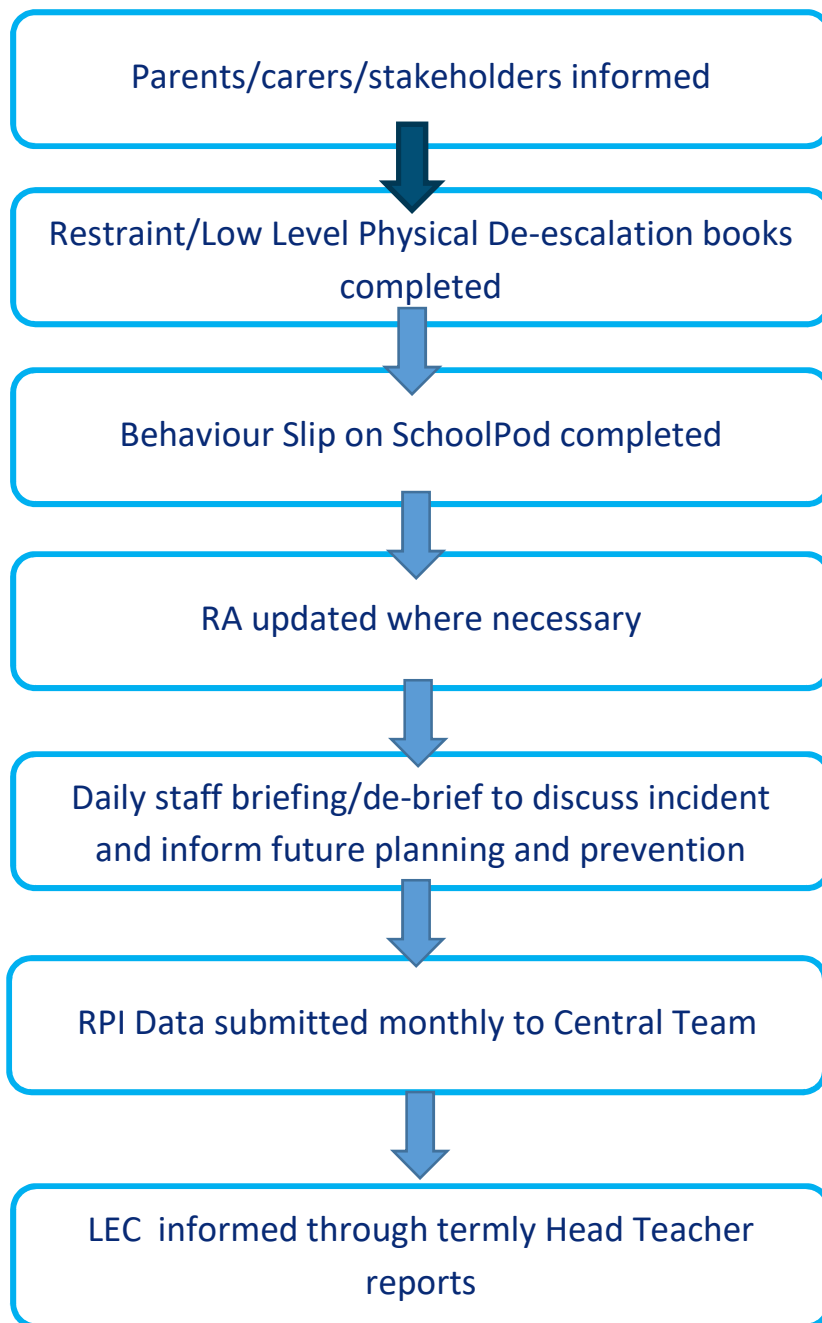 Parents/carers/stakeholders informed
Restraint/Low Level Physical De-escalation books
completed
Behaviour Slip on SchoolPod completed
RA updated where necessary
Daily staff briefing/de-brief to discuss incident
and inform future planning and prevention
RPI Data submitted monthly to Central Team
LEC  informed through termly Head Teacher
reports